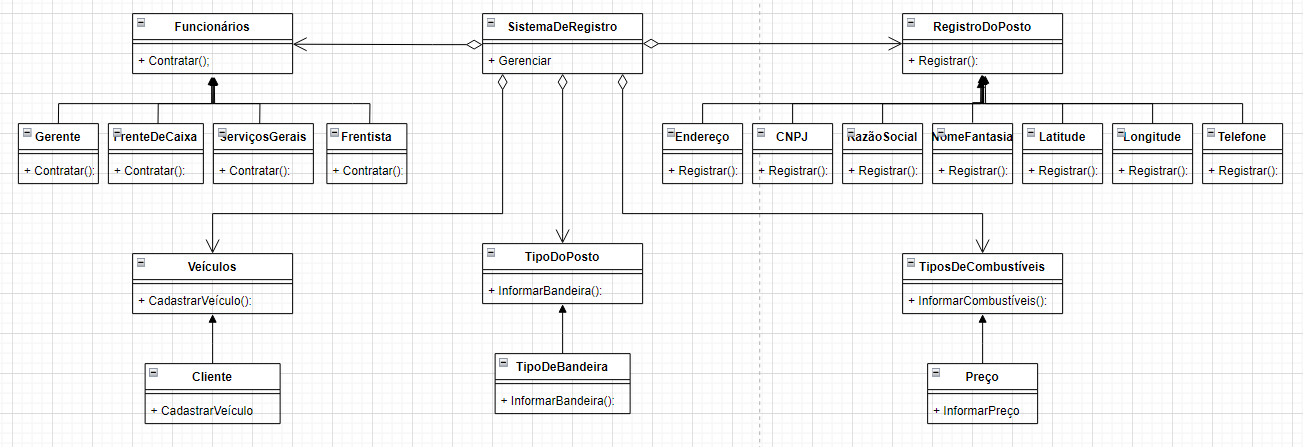 Funcionários
+ Contratar();
SistemaDeRegistro
+ Gerenciar
RegistroDoPosto
+ Registrar():
Gerente
+ Contratar():
FrenteDeCaixa
+ Contratar():
ServiçosGerais
+ Contratar():
Frentista
+ Contratar():
Endereço
+ Registrar():
CNPJ
+ Registrar():
RazãoSocial
+ Registrar():
NomeFantasia
+ Registrar():
Latitude
+ Registrar():
Longitude
+ Registrar():
Telefone
+ Registrar():
Veículos
+ CadastrarVeículo():
TipoDoPosto
+ InformarBandeira():
TiposDeCombustíveis
+ InformarCombustíveis():
Cliente
+ CadastrarVeículo
TipoDeBandeira
+ InformarBandeira():
Preço
+ InformarPreço